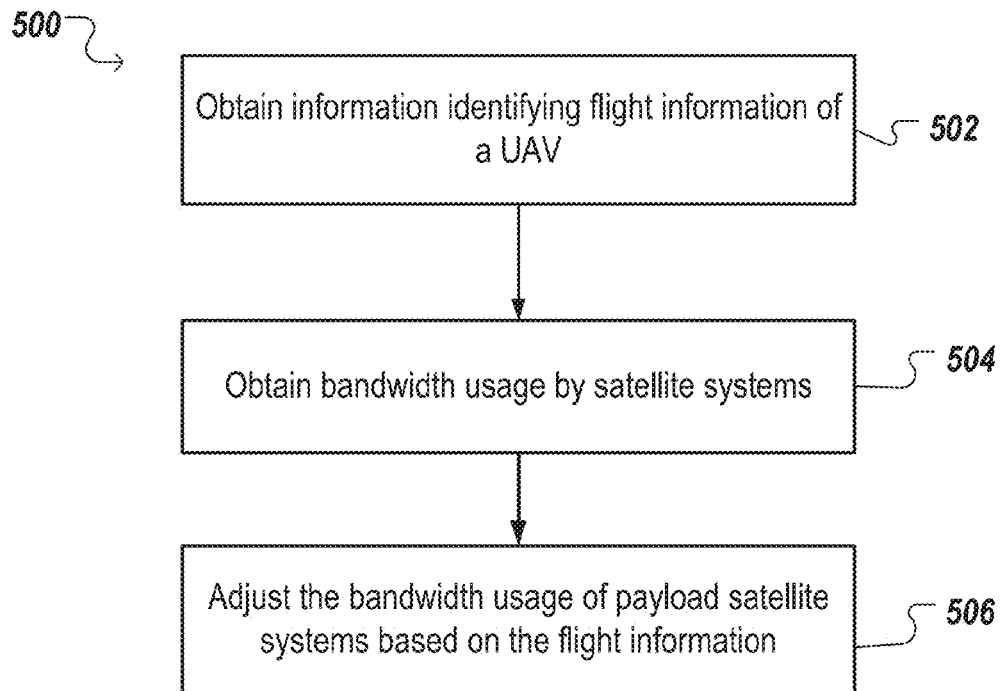 500
Obtain information identifying flight information of
a UAV
502
Obtain bandwidth usage by satellite systems
504
Adjust the bandwidth usage of payload satellite
systems based on the flight information
506